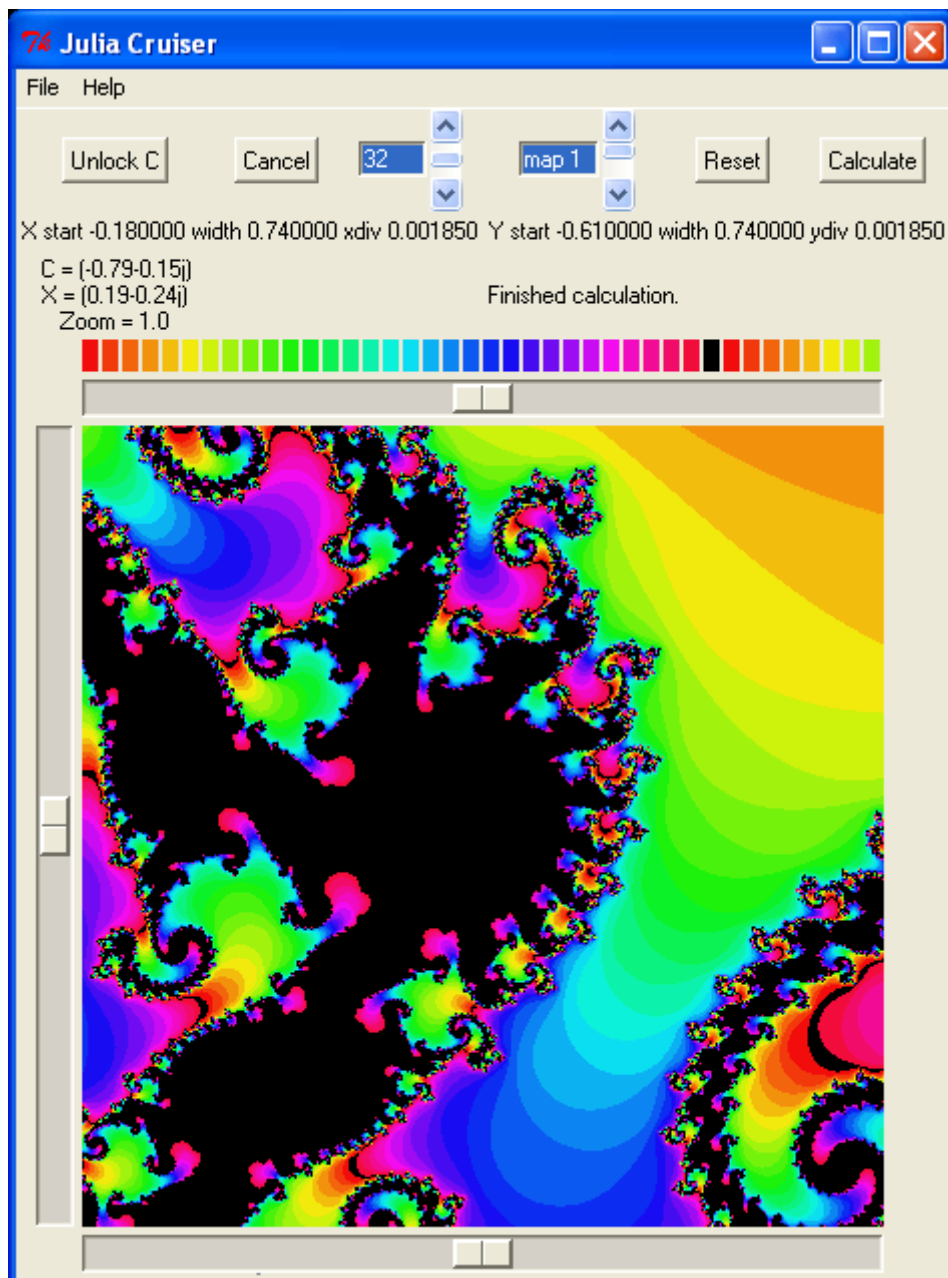 Julia Cruiser
File Help
Unlock C Cancel 32 map 1 Reset Calculate
X start -0.180000 width 0.740000 xdiv 0.001850 Y start -0.610000 width 0.740000 ydiv 0.001850
C = (-0.79-0.15j)
X = (0.19-0.24j) Finished calculation.
Zoom = 1.0